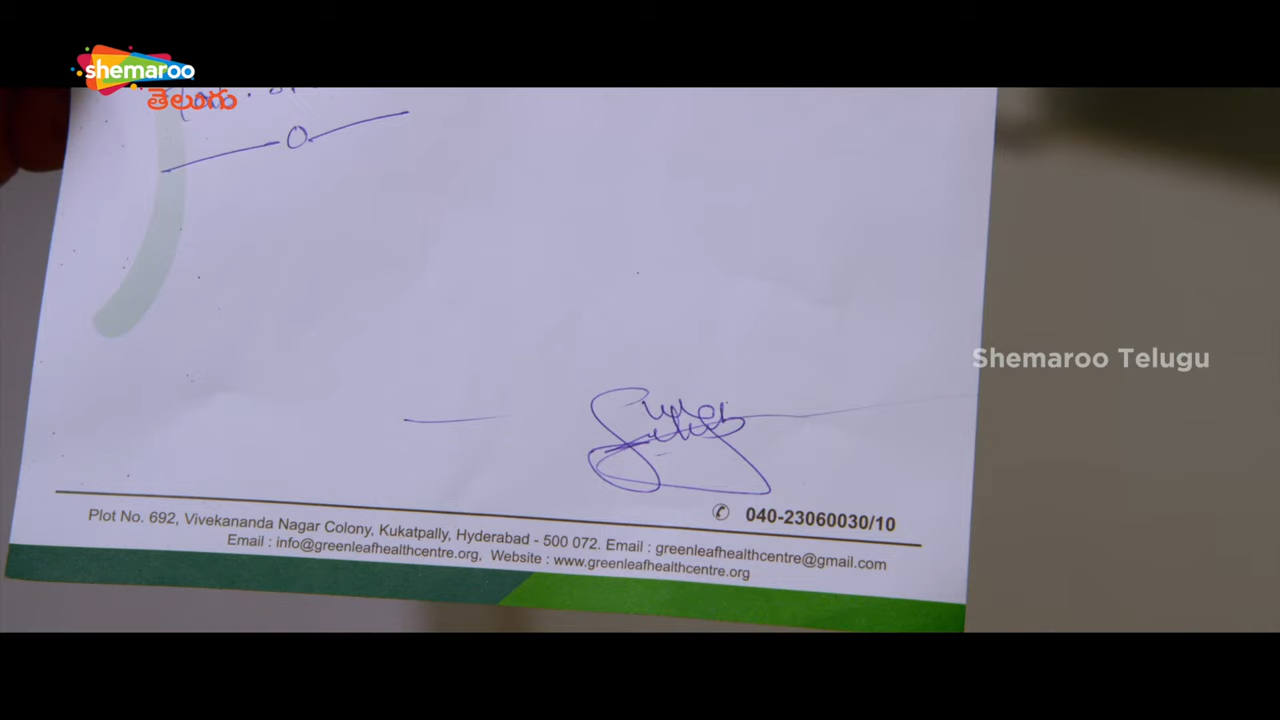 shemaroo
తెలుగు
Shemaroo Telugu
040-23060030/10
Plot No. 692, Vivekananda Nagar Colony, Kukatpally, Hyderabad - 500 072. Email : greenleafhealthcentre@gmail.com
Email : info@greenleafhealthcentre.org, Website : www.greenleafhealthcentre.org